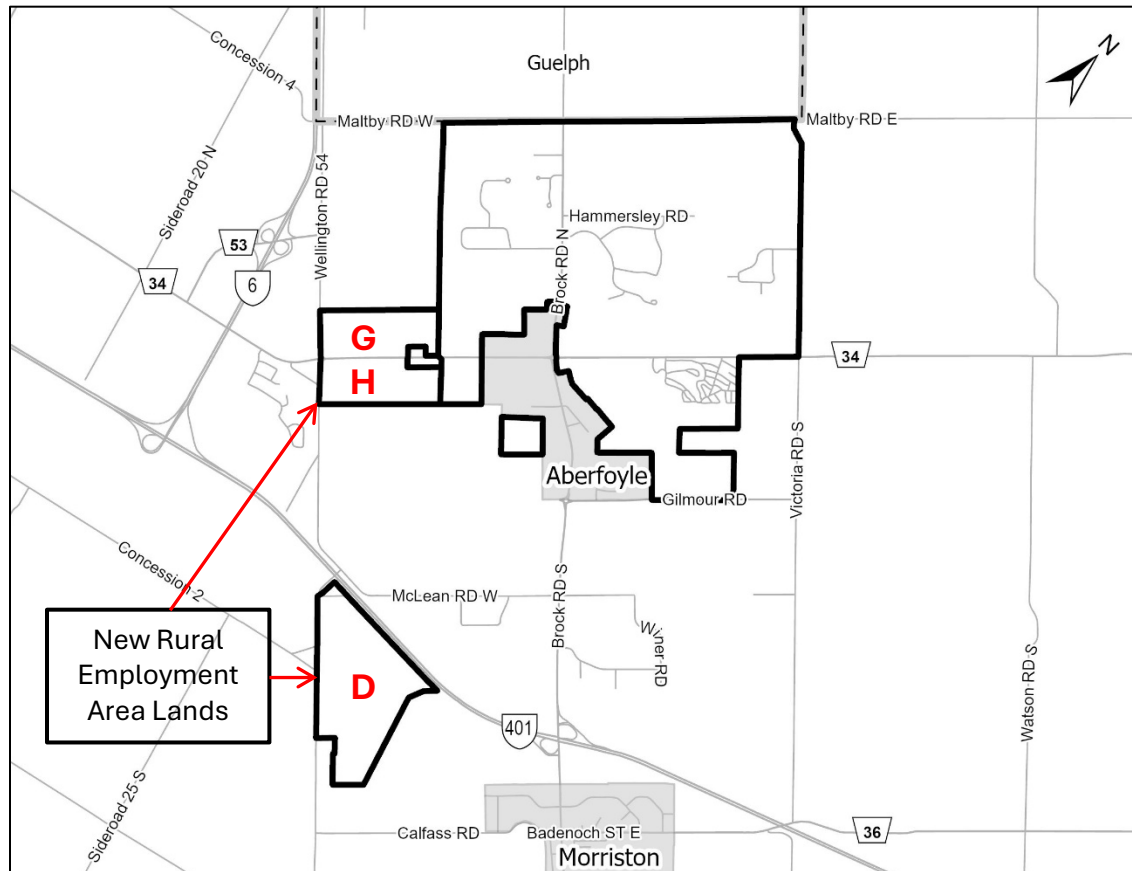 Concession 4
Guelph
N
Maltby RD W
Maltby RD E
Sideroad 20 N
Wellington RD 54
Hammersley RD
53
34
6
Brock RD N
G
H
34
Aberfoyle
Gilmour RD
Victoria RD S
Concession 2
McLean RD W
Brock RD S
Winer RD
Watson RD S
New Rural
Employment
Area Lands
D
401
Sideroad 25 S
Calfass RD
Badenoch ST E
36
Morriston